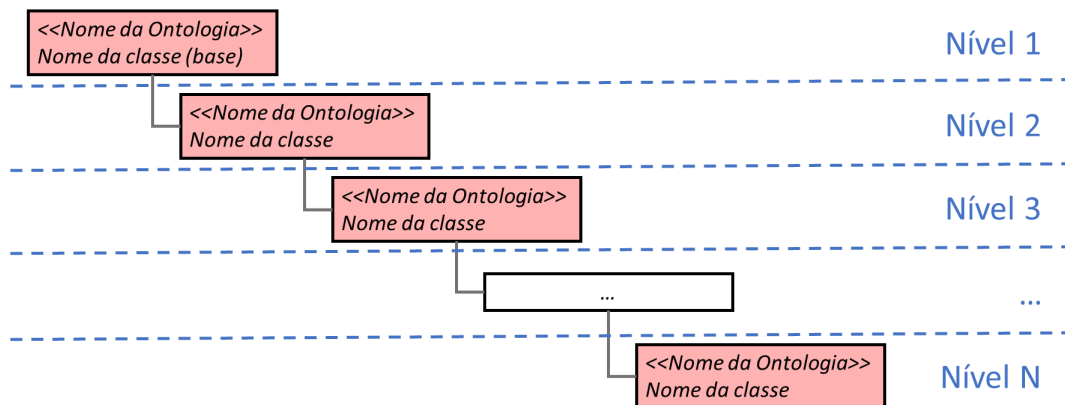 <<Nome da Ontologia>>
Nome da classe (base)
Nível 1
<<Nome da Ontologia>>
Nome da classe
Nível 2
<<Nome da Ontologia>>
Nome da classe
Nível 3
...
...
<<Nome da Ontologia>>
Nome da classe
Nível N